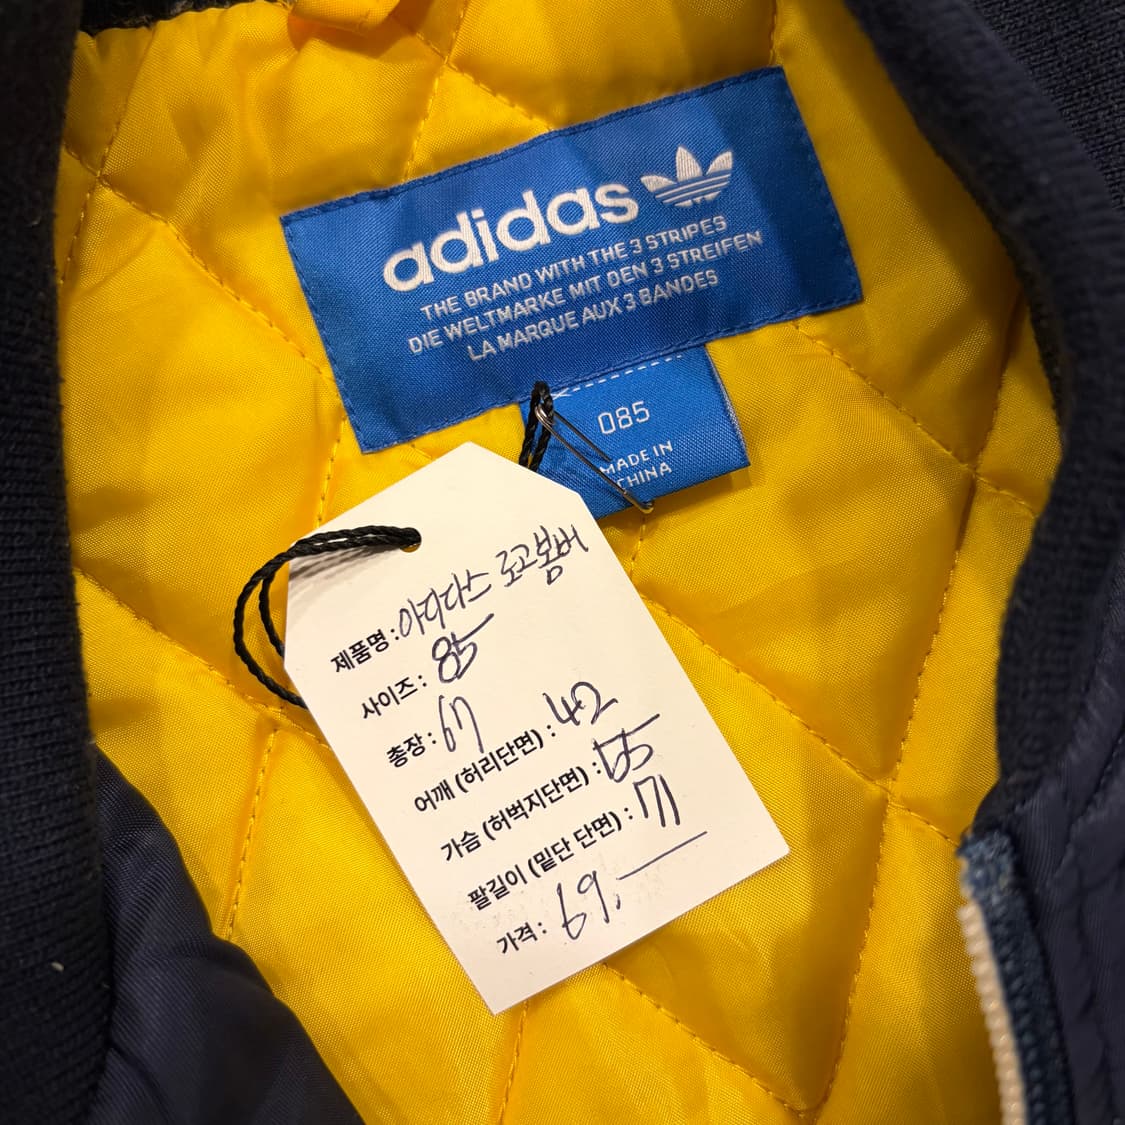 adidas
THE BRAND WITH THE 3 STRIPES
DIE WELTMARKE MIT DEN 3 STREIFEN
LA MARQUE AUX 3 BANDES
085
MADE IN
CHINA
제품명 : 아디다스 로고봄버
사이즈 : 85
총장 : 67
어깨 (허리단면) : 42
가슴 (허벅지단면) : 55
팔길이 (밑단 단면) : 71
가격 : 69,-